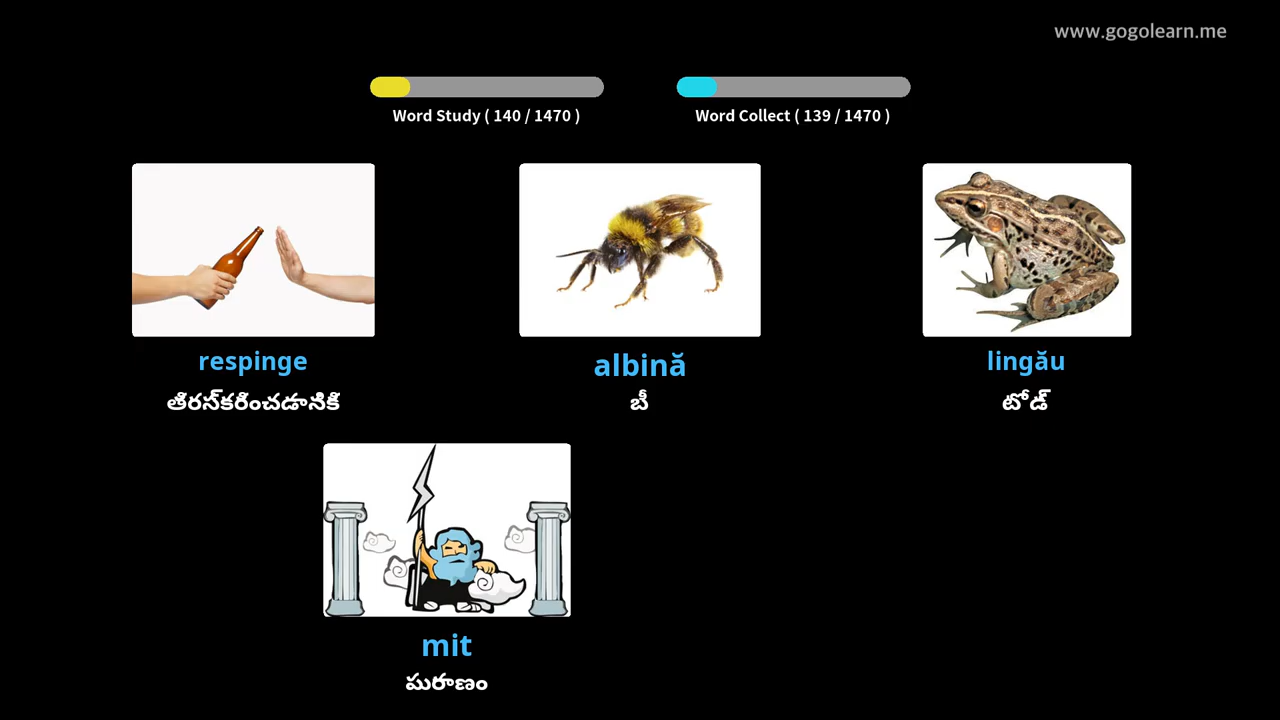 www.gogolearn.me
Word Study ( 140 / 1470 )
Word Collect ( 139 / 1470 )
respinge
albină
lingău
తిరస్కరించడానికి
బీ
టోడ్
mit
పురాణం